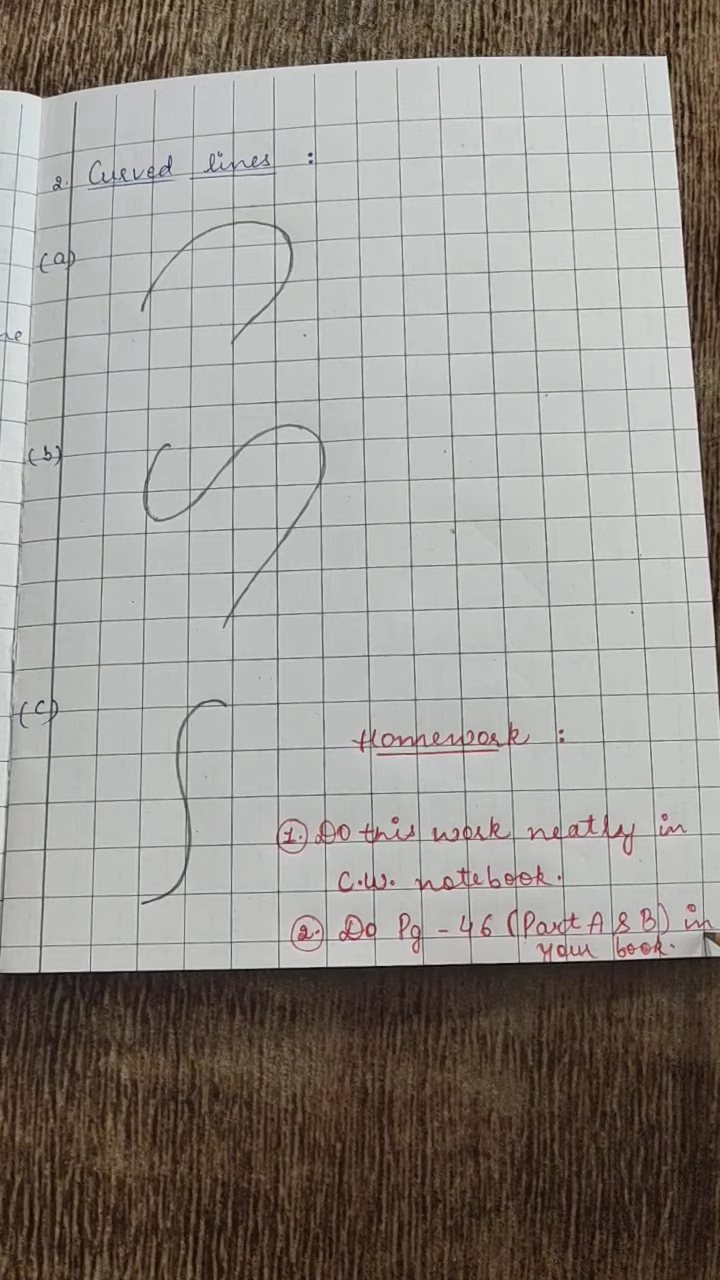 2. Curved lines :
(a)
(b)
(c)
Homework :
1. Do this work neatly in
C.W. notebook.
2. Do Pg - 46 (Part A & B) in
your book.